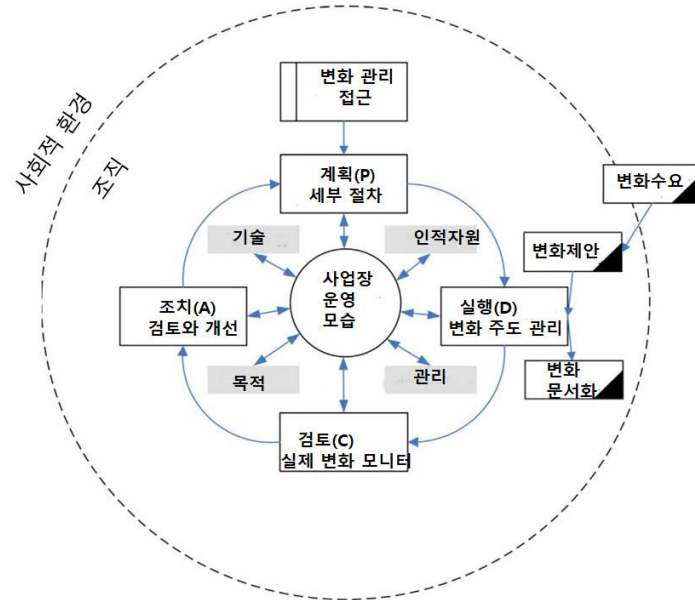 변화 관리
접근
사회적 환경
조직
계획(P)
세부 절차
변화수요
기술
인적자원
변화제안
사업장
운영
모습
조치(A)
검토와 개선
실행(D)
변화 주도 관리
목적
관리
변화
문서화
검토(C)
실제 변화 모니터